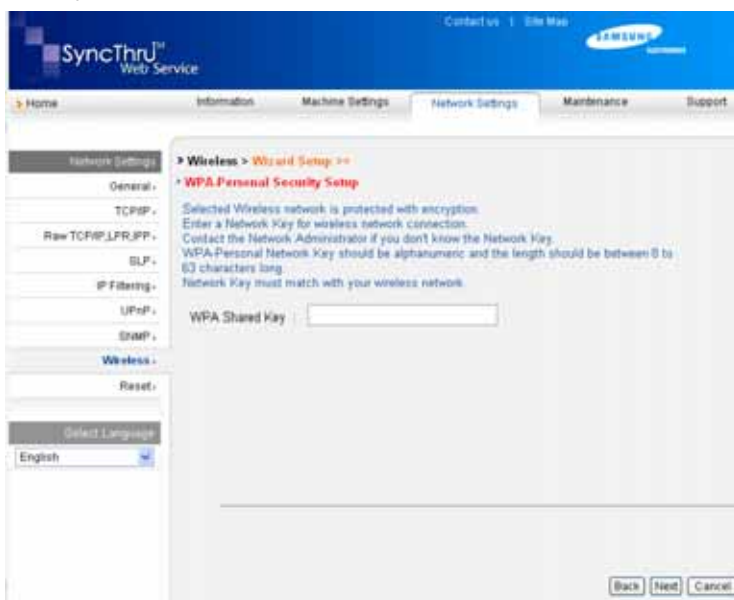 Contact us | Site Map
SAMSUNG
ELECTRONICS
SyncThru™
Web Service
Home
Information
Machine Settings
Network Settings
Maintenance
Support
Network Settings
General
TCP/IP
Raw TCP/IP,LPR,IPP
SLP
IP Filtering
UPnP
SNMP
Wireless
Reset
Select Language
English
Wireless > Wizard Setup >>
WPA-Personal Security Setup
Selected Wireless network is protected with encryption.
Enter a Network Key for wireless network connection.
Contact the Network Administrator if you don't know the Network Key.
WPA-Personal Network Key should be alphanumeric and the length should be between 8 to
63 characters long.
Network Key must match with your wireless network.
WPA Shared Key :
Back Next Cancel